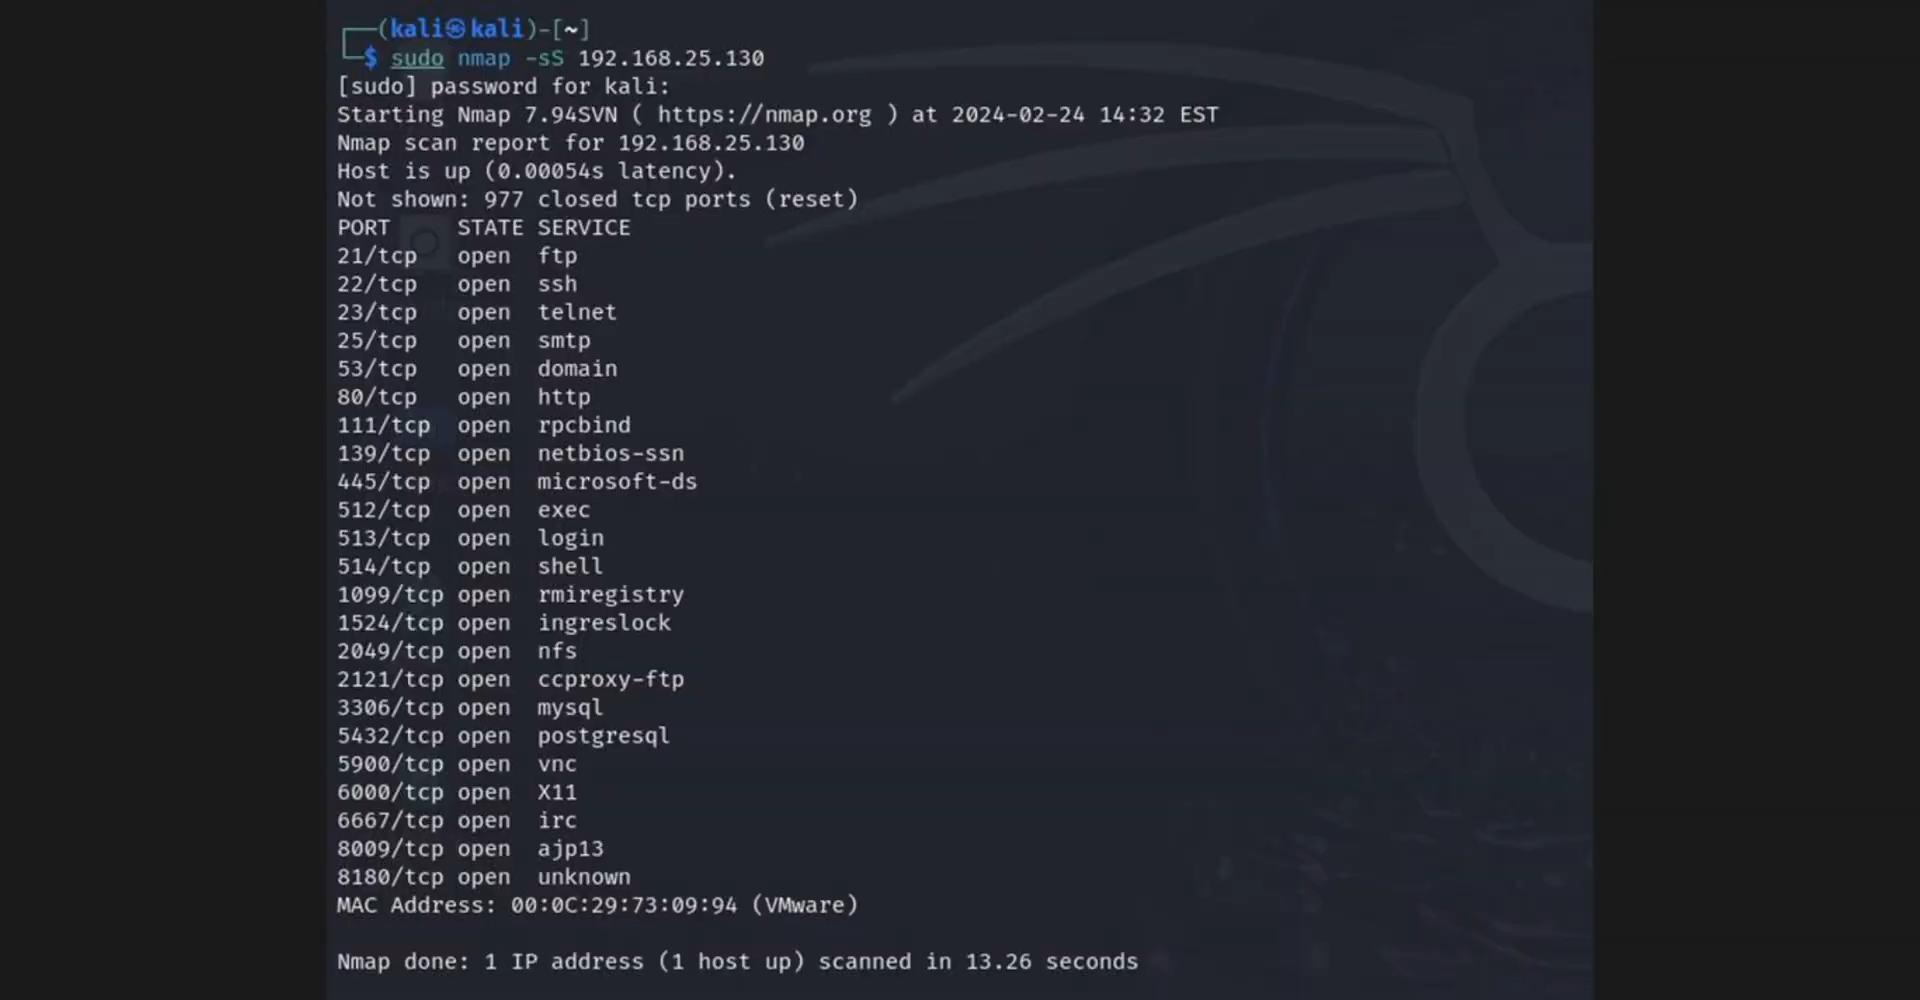 ┌──(kali㉿kali)-[~]
└─$ sudo nmap -sS 192.168.25.130
[sudo] password for kali:
Starting Nmap 7.94SVN ( https://nmap.org ) at 2024-02-24 14:32 EST
Nmap scan report for 192.168.25.130
Host is up (0.00054s latency).
Not shown: 977 closed tcp ports (reset)
PORT     STATE SERVICE
21/tcp   open  ftp
22/tcp   open  ssh
23/tcp   open  telnet
25/tcp   open  smtp
53/tcp   open  domain
80/tcp   open  http
111/tcp  open  rpcbind
139/tcp  open  netbios-ssn
445/tcp  open  microsoft-ds
512/tcp  open  exec
513/tcp  open  login
514/tcp  open  shell
1099/tcp open  rmiregistry
1524/tcp open  ingreslock
2049/tcp open  nfs
2121/tcp open  ccproxy-ftp
3306/tcp open  mysql
5432/tcp open  postgresql
5900/tcp open  vnc
6000/tcp open  X11
6667/tcp open  irc
8009/tcp open  ajp13
8180/tcp open  unknown
MAC Address: 00:0C:29:73:09:94 (VMware)
Nmap done: 1 IP address (1 host up) scanned in 13.26 seconds